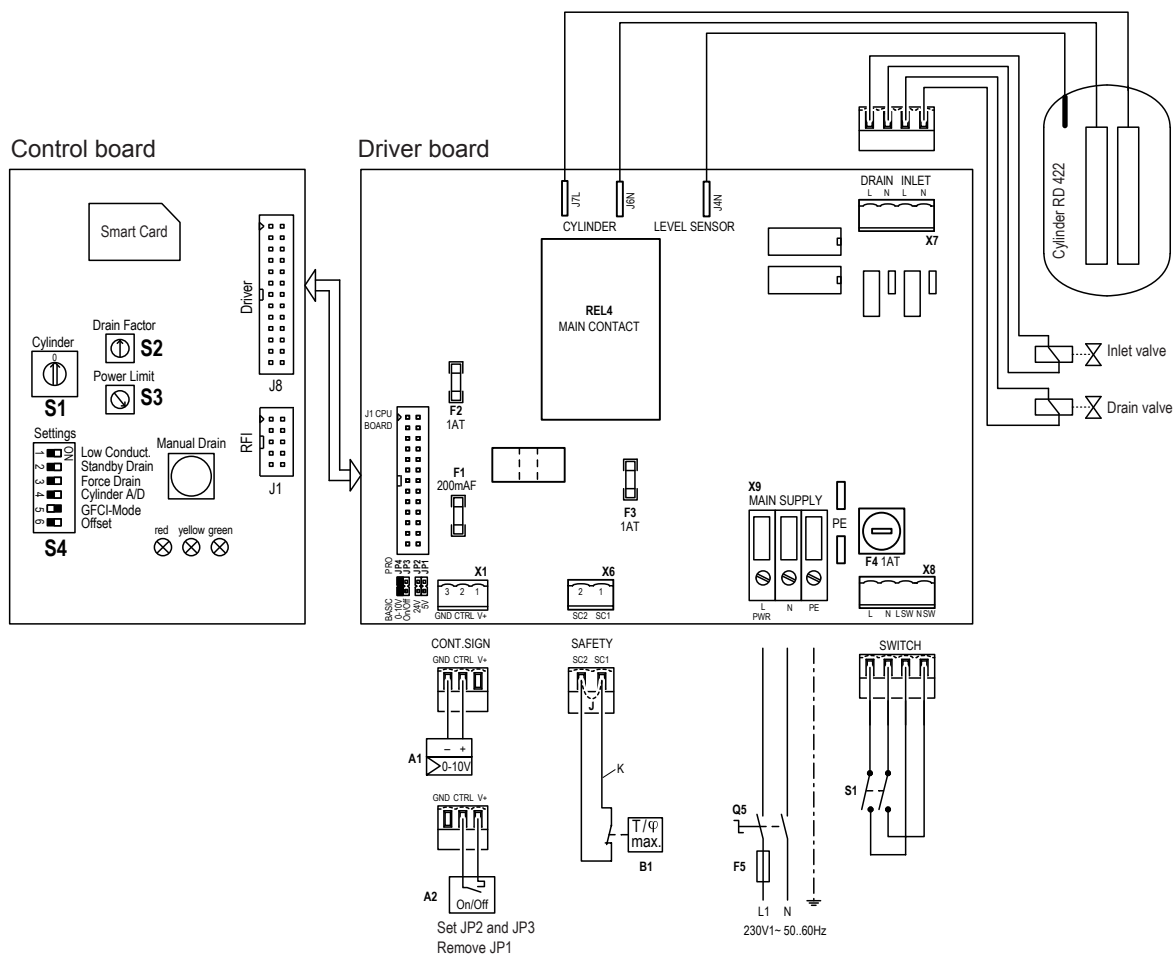 Control board
Smart Card
Driver
J8
Drain Factor
S2
Cylinder
0
S1
Power Limit
S3
RFI
J1
Settings
ON
1 Low Conduct.
2 Standby Drain
3 Force Drain
4 Cylinder A/D
5 GFCI-Mode
6 Offset
S4
Manual Drain
red yellow green
Driver board
J7L
J6N
J4N
CYLINDER
LEVEL SENSOR
REL4
MAIN CONTACT
DRAIN INLET
L N L N
X7
Cylinder RD 422
Inlet valve
Drain valve
F2
1AT
J1 CPU
BOARD
F1
200mAF
F3
1AT
X9
MAIN SUPPLY
L N PE
PWR
PE
F4 1AT
X8
L N L SW N SW
BASIC PRO
JP4 JP3 JP2 JP1
0-10V On/Off 24V 5V
X1
3 2 1
GND CTRL V+
X6
2 1
SC2 SC1
CONT.SIGN
GND CTRL V+
A1
– +
0-10V
GND CTRL V+
A2
On/Off
Set JP2 and JP3
Remove JP1
SAFETY
SC2 SC1
J
K
T/φ
max.
B1
Q5
F5
L1 N
230V1~ 50..60Hz
SWITCH
S1